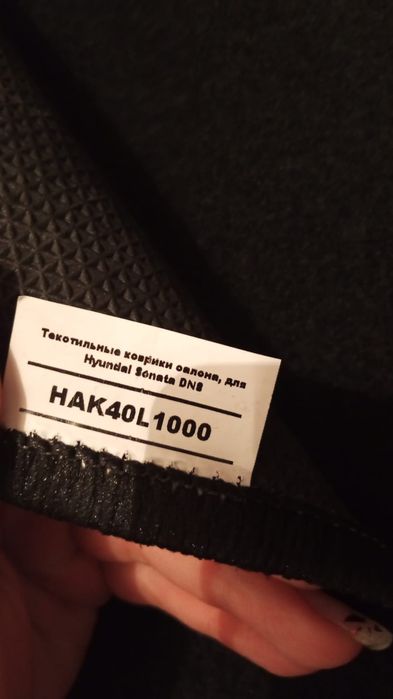 Текстильные коврики салона, для
Hyundai Sonata DN8
HAK40L1000